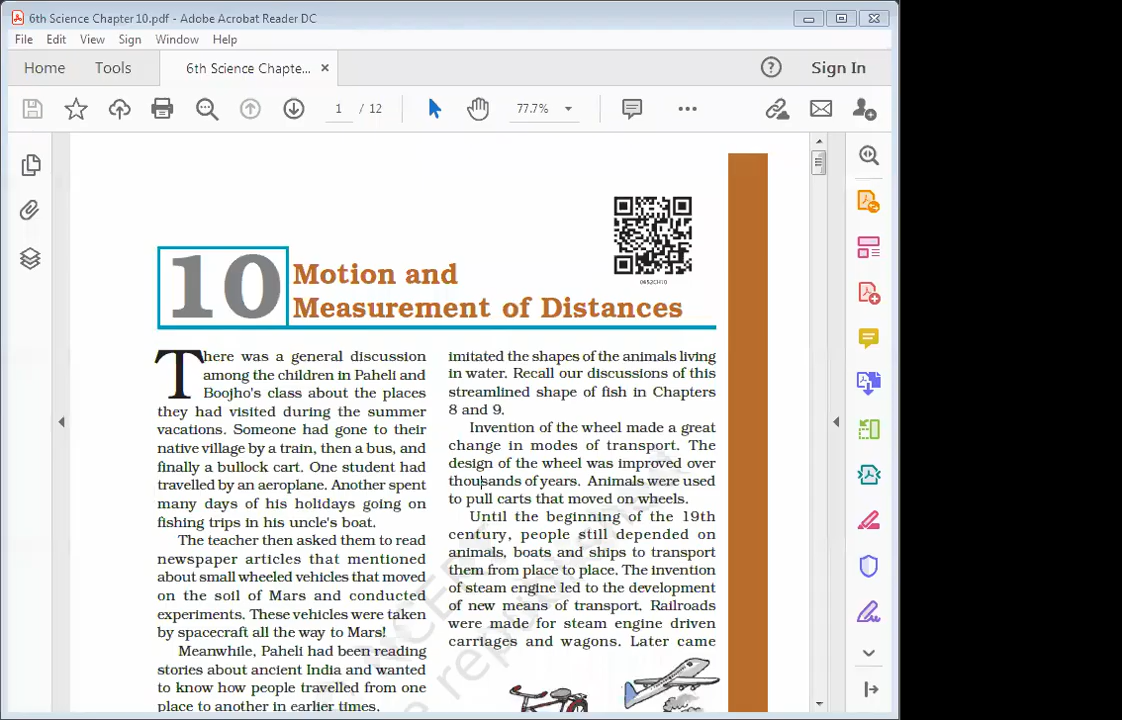 6th Science Chapter 10.pdf - Adobe Acrobat Reader DC
File Edit View Sign Window Help
Home Tools 6th Science Chapte... × Sign In
1 / 12 77.7%
0652CH10
10
Motion and
Measurement of Distances
There was a general discussion
among the children in Paheli and
Boojho's class about the places
they had visited during the summer
vacations. Someone had gone to their
native village by a train, then a bus, and
finally a bullock cart. One student had
travelled by an aeroplane. Another spent
many days of his holidays going on
fishing trips in his uncle's boat.
The teacher then asked them to read
newspaper articles that mentioned
about small wheeled vehicles that moved
on the soil of Mars and conducted
experiments. These vehicles were taken
by spacecraft all the way to Mars!
Meanwhile, Paheli had been reading
stories about ancient India and wanted
to know how people travelled from one
place to another in earlier times.
imitated the shapes of the animals living
in water. Recall our discussions of this
streamlined shape of fish in Chapters
8 and 9.
Invention of the wheel made a great
change in modes of transport. The
design of the wheel was improved over
thousands of years. Animals were used
to pull carts that moved on wheels.
Until the beginning of the 19th
century, people still depended on
animals, boats and ships to transport
them from place to place. The invention
of steam engine led to the development
of new means of transport. Railroads
were made for steam engine driven
carriages and wagons. Later came